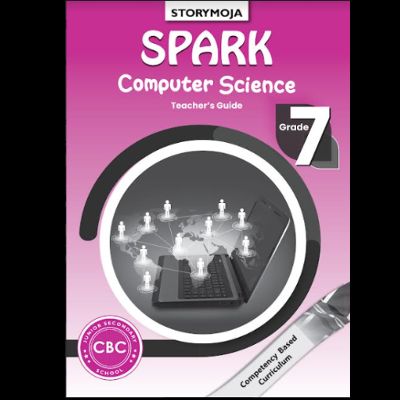 STORYMOJA
SPARK
Computer Science
Teacher's Guide
Grade 7
JUNIOR SECONDARY
CBC
SCHOOL
Competency Based
Curriculum